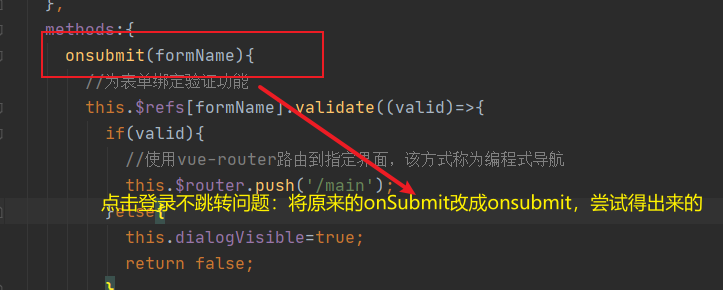 },
methods:{
onsubmit(formName){
//为表单绑定验证功能
this.$refs[formName].validate((valid)=>{
if(valid){
//使用vue-router路由到指定界面，该方式称为编程式导航
this.$router.push('/main');
点击登录不跳转问题：将原来的onSubmit改成onsubmit，尝试得出来的
}else{
this.dialogVisible=true;
return false;
}